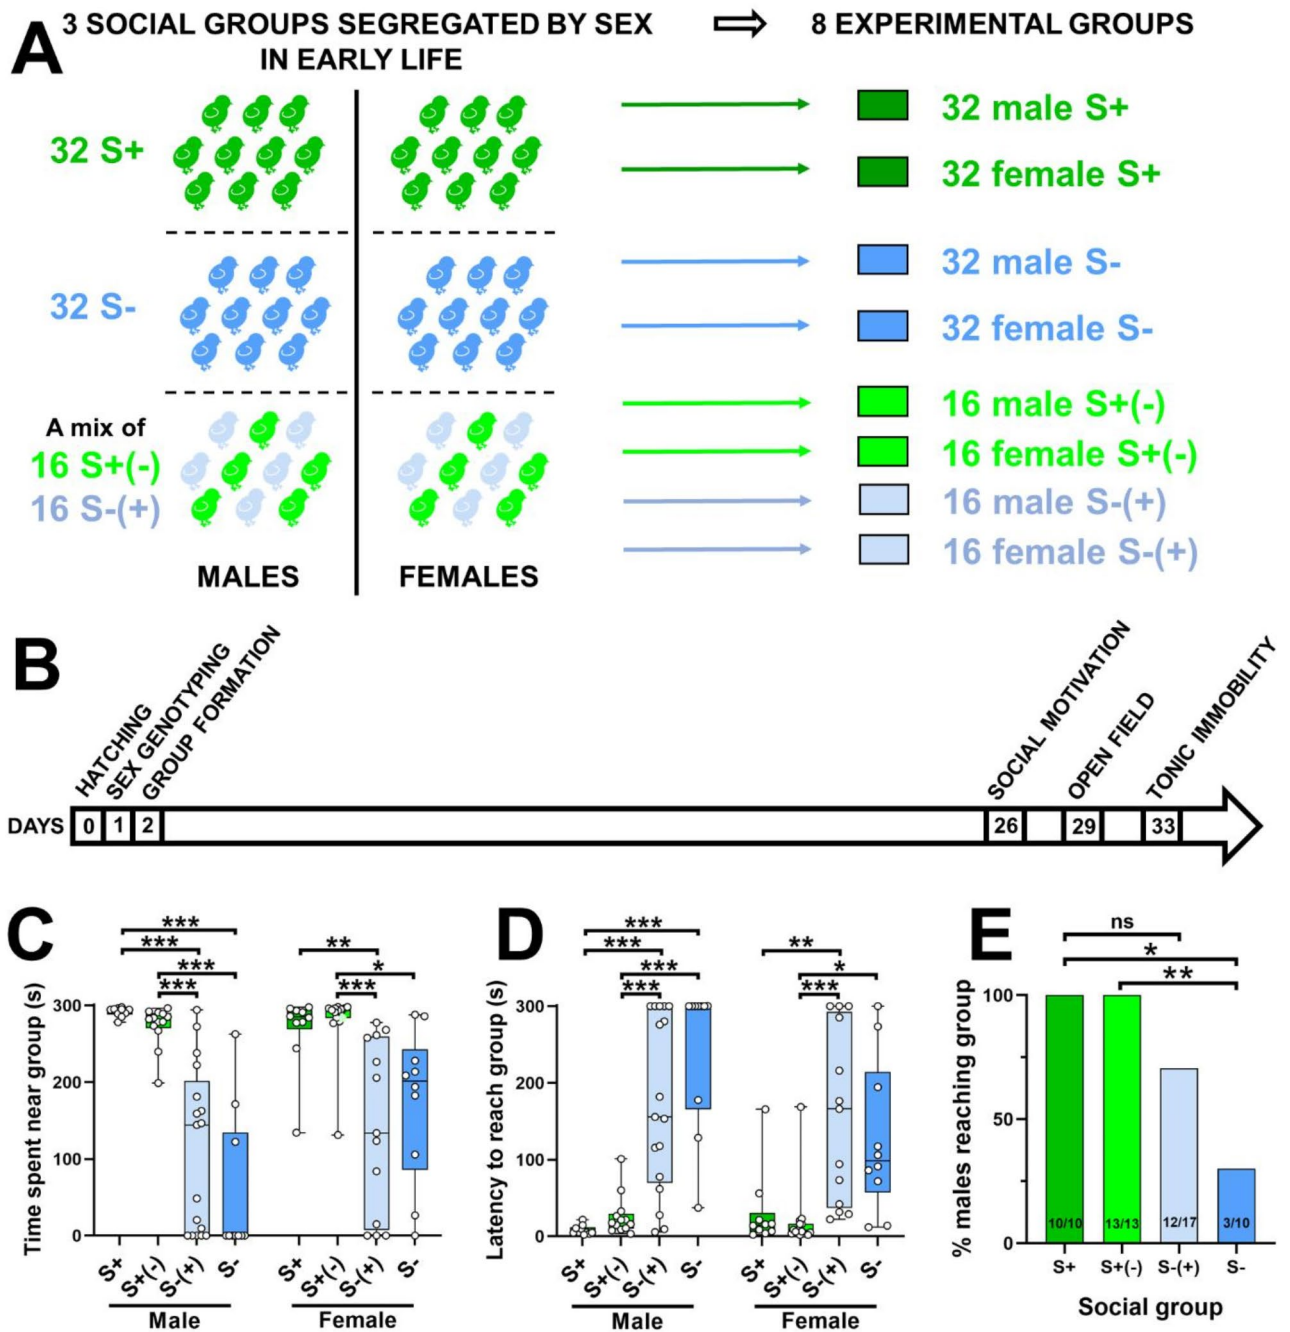 A
3 SOCIAL GROUPS SEGREGATED BY SEX
IN EARLY LIFE
8 EXPERIMENTAL GROUPS
32 S+
32 S-
A mix of
16 S+(-)
16 S-(+)
MALES
FEMALES
32 male S+
32 female S+
32 male S-
32 female S-
16 male S+(-)
16 female S+(-)
16 male S-(+)
16 female S-(+)
B
HATCHING
SEX GENOTYPING
GROUP FORMATION
SOCIAL MOTIVATION
OPEN FIELD
TONIC IMMOBILITY
DAYS 0 1 2 26 29 33
C
Time spent near group (s)
300
200
100
0
***
***
***
***
**
*
***
S+ S+(-) S-(+) S- S+ S+(-) S-(+) S-
Male Female
D
Latency to reach group (s)
300
200
100
0
***
***
***
***
**
*
***
S+ S+(-) S-(+) S- S+ S+(-) S-(+) S-
Male Female
E
% males reaching group
100
50
0
ns
*
**
10/10 13/13 12/17 3/10
S+ S+(-) S-(+) S-
Social group